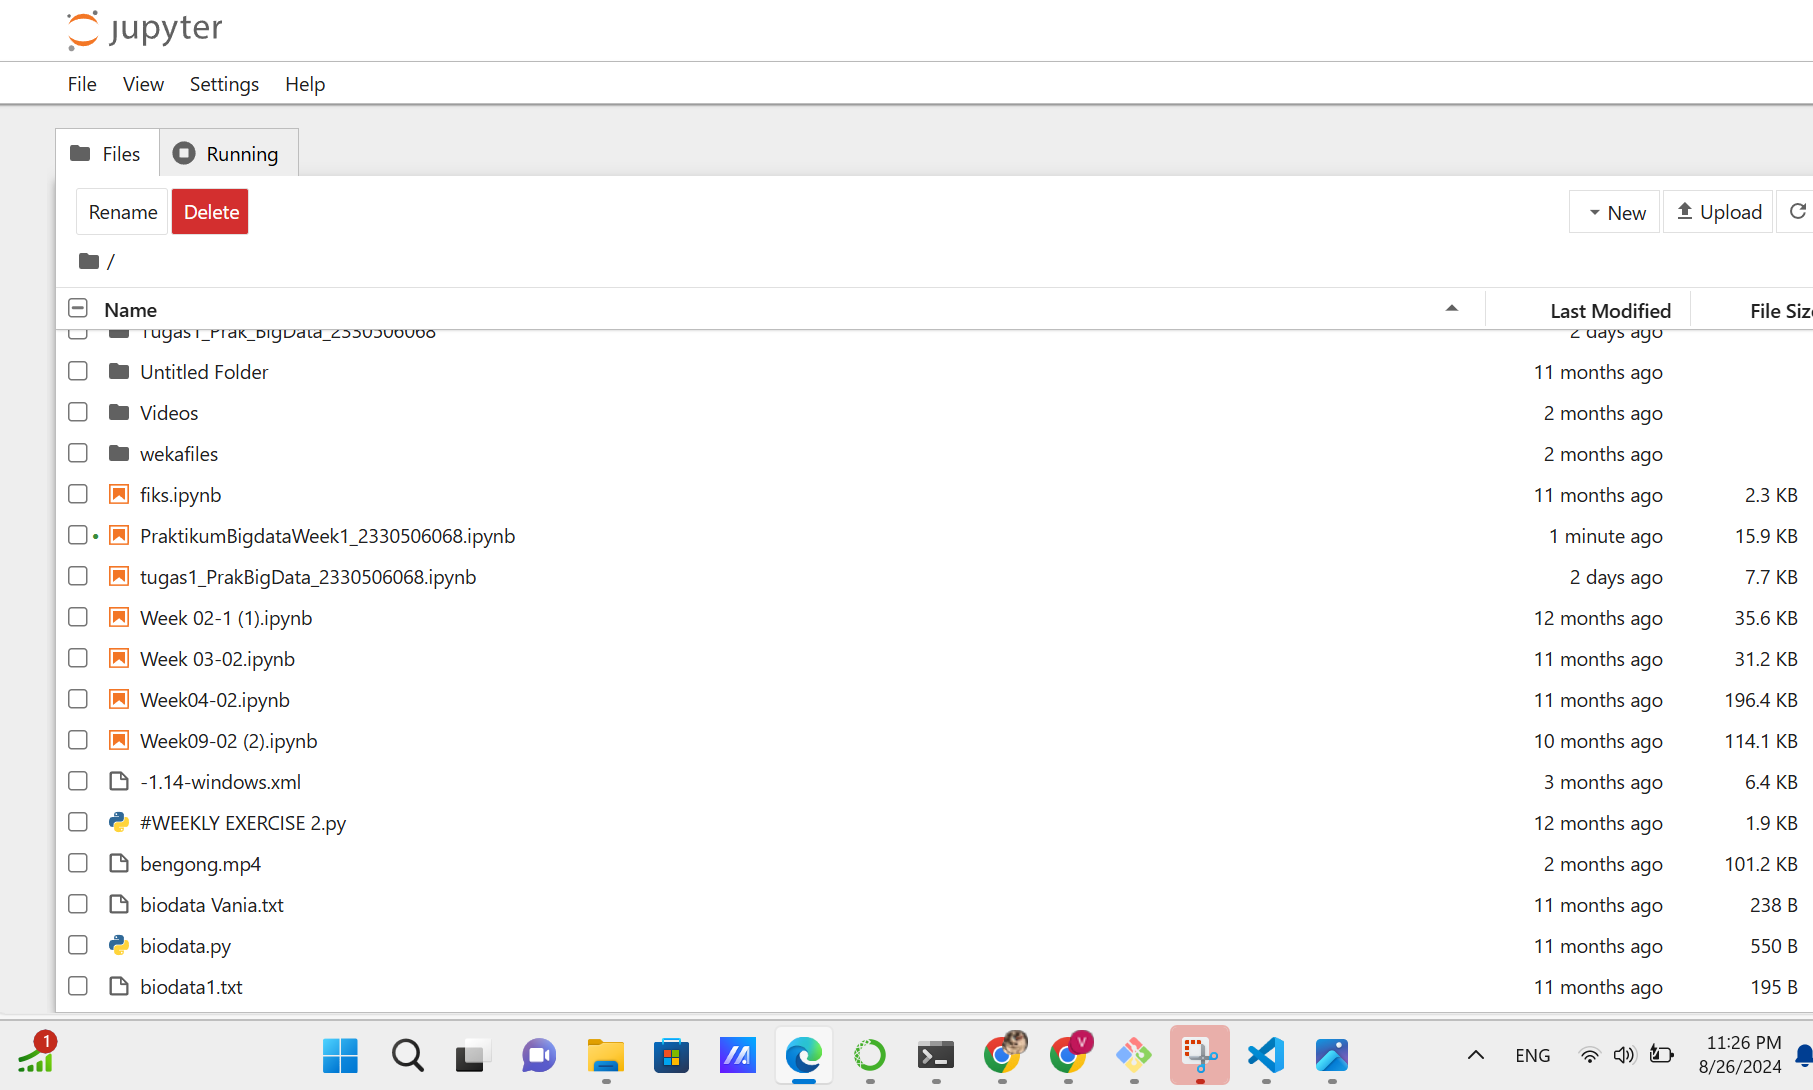 jupyter
File View Settings Help
Files Running
Rename Delete New Upload
/
Name Last Modified File Siz
Tugas1_Prak_BigData_2330506068 2 days ago
Untitled Folder 11 months ago
Videos 2 months ago
wekafiles 2 months ago
fiks.ipynb 11 months ago 2.3 KB
PraktikumBigdataWeek1_2330506068.ipynb 1 minute ago 15.9 KB
tugas1_PrakBigData_2330506068.ipynb 2 days ago 7.7 KB
Week 02-1 (1).ipynb 12 months ago 35.6 KB
Week 03-02.ipynb 11 months ago 31.2 KB
Week04-02.ipynb 11 months ago 196.4 KB
Week09-02 (2).ipynb 10 months ago 114.1 KB
-1.14-windows.xml 3 months ago 6.4 KB
#WEEKLY EXERCISE 2.py 12 months ago 1.9 KB
bengong.mp4 2 months ago 101.2 KB
biodata Vania.txt 11 months ago 238 B
biodata.py 11 months ago 550 B
biodata1.txt 11 months ago 195 B
1 V ENG 11:26 PM
8/26/2024